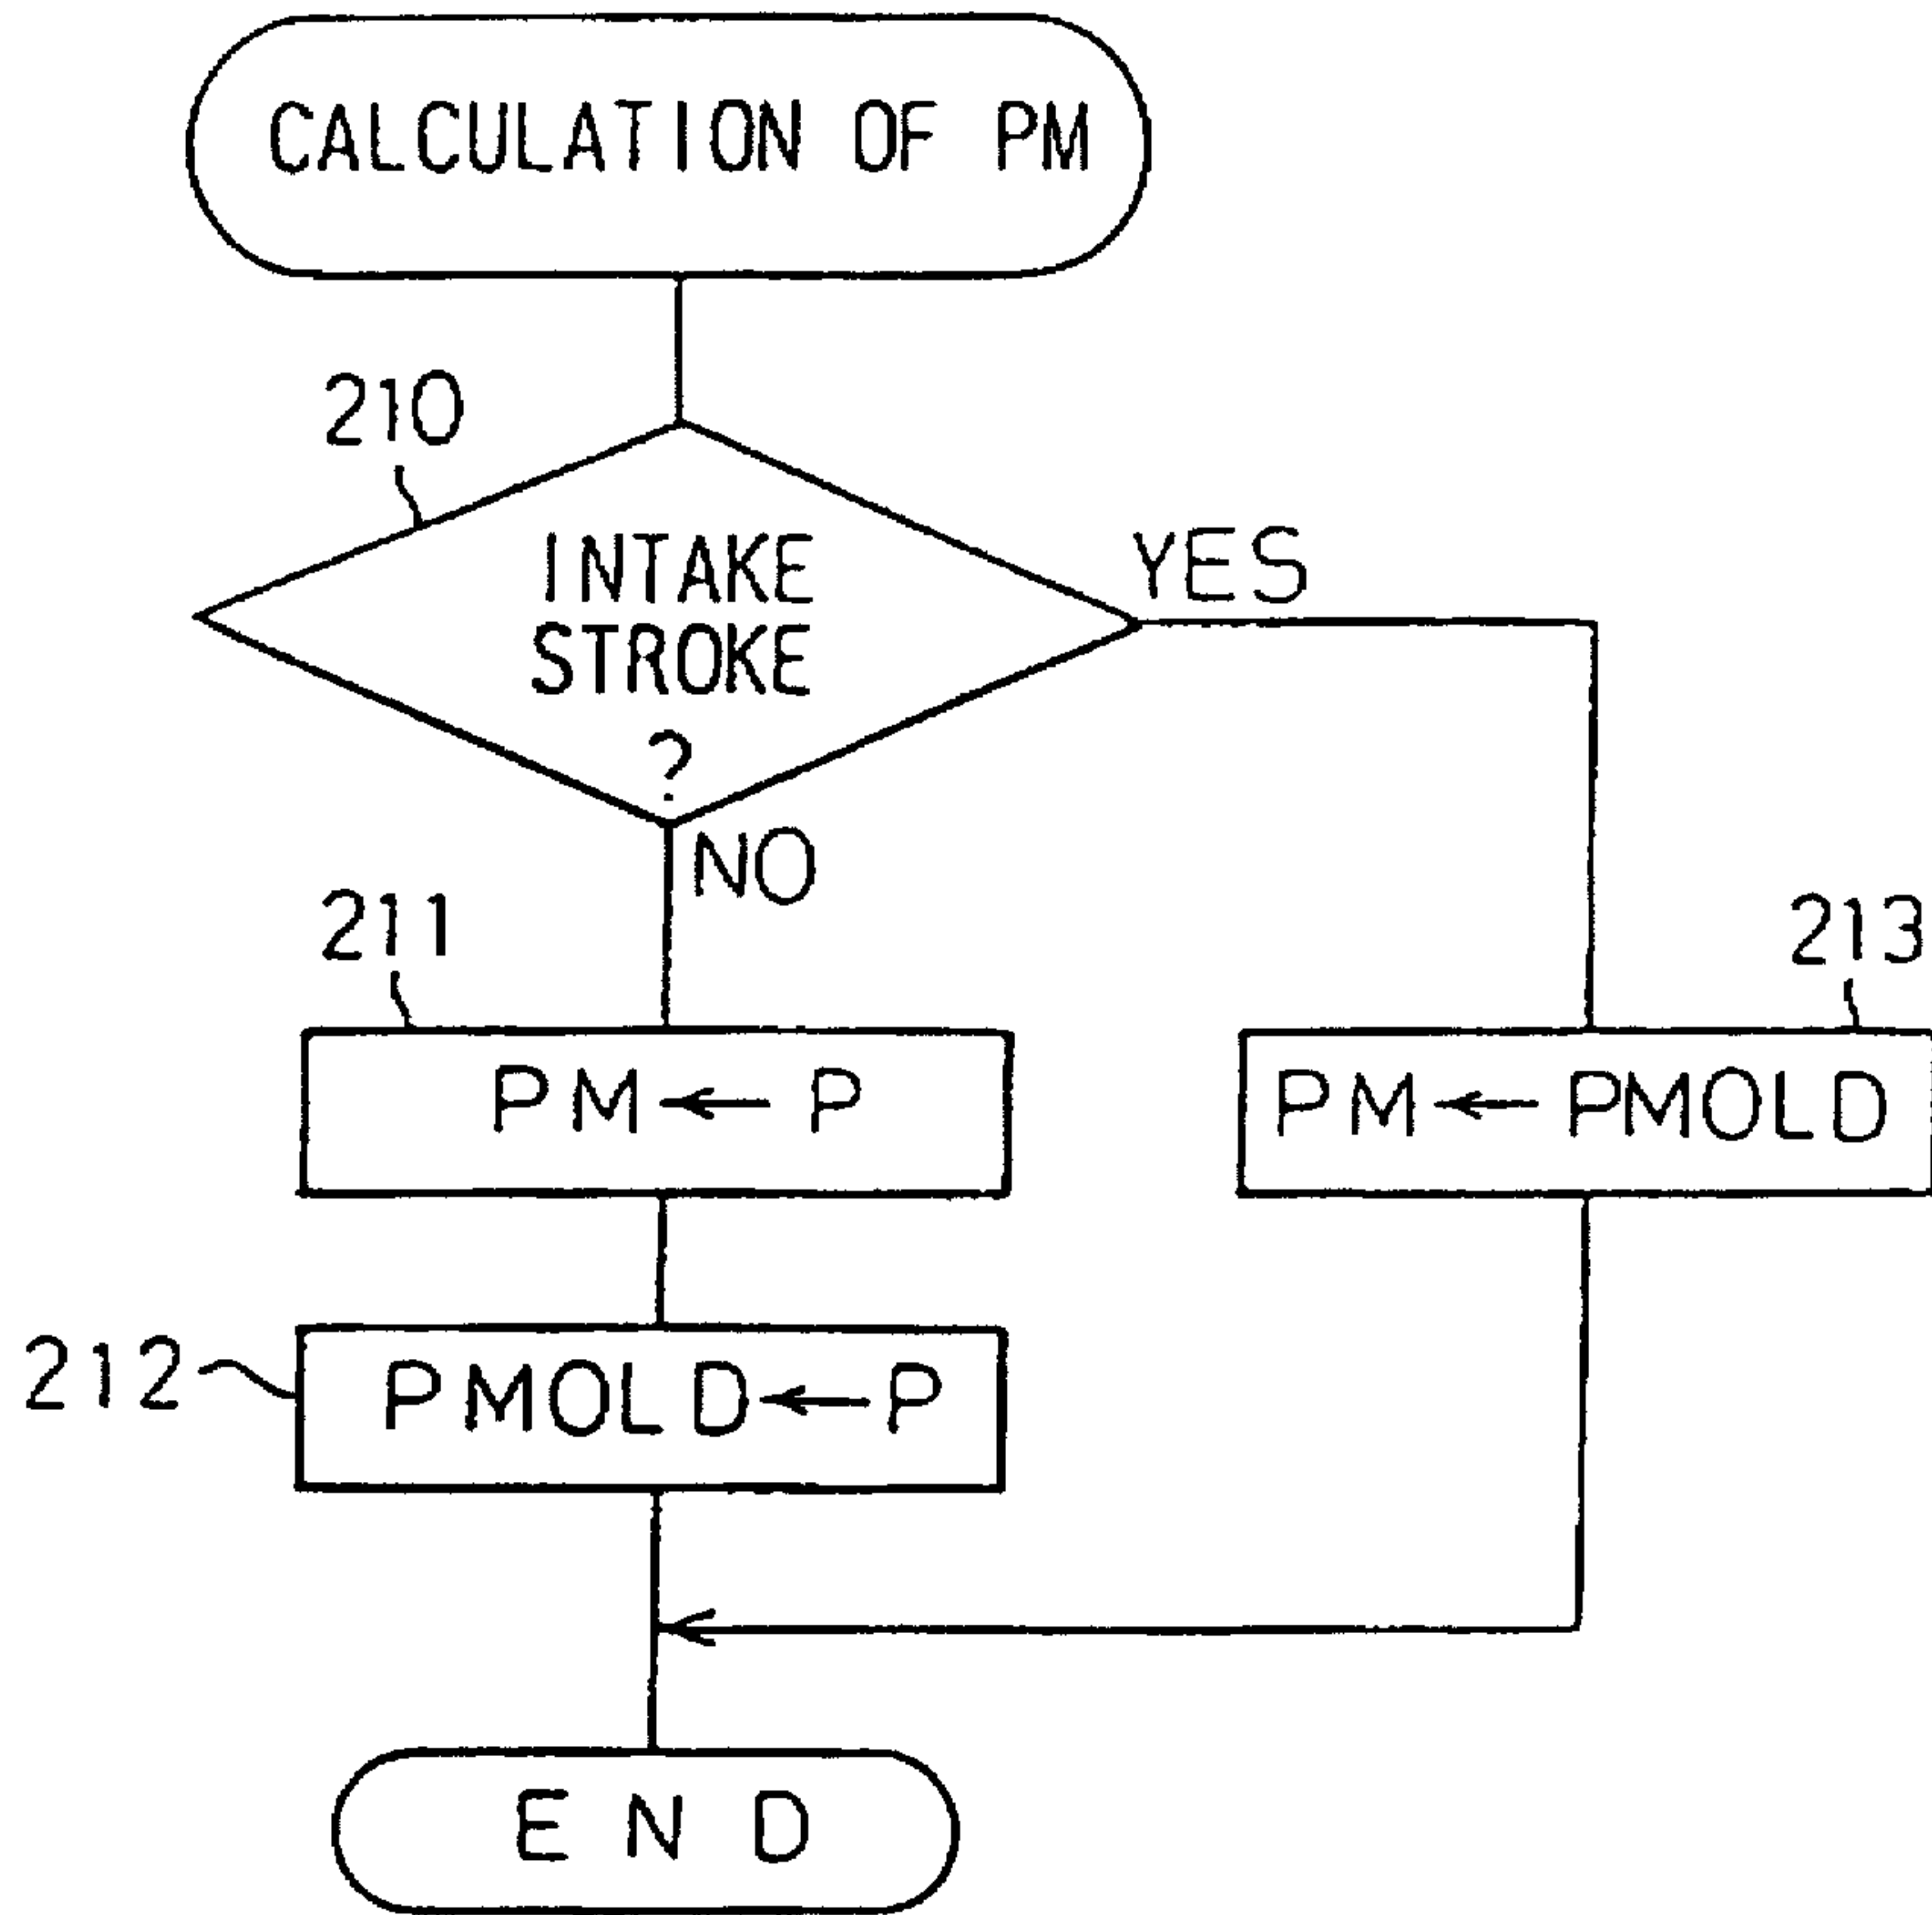 CALCULATION OF PM
210
INTAKE
STROKE
?
YES
NO
211
213
PM ← P
PM ← PMOLD
212
PMOLD ← P
END